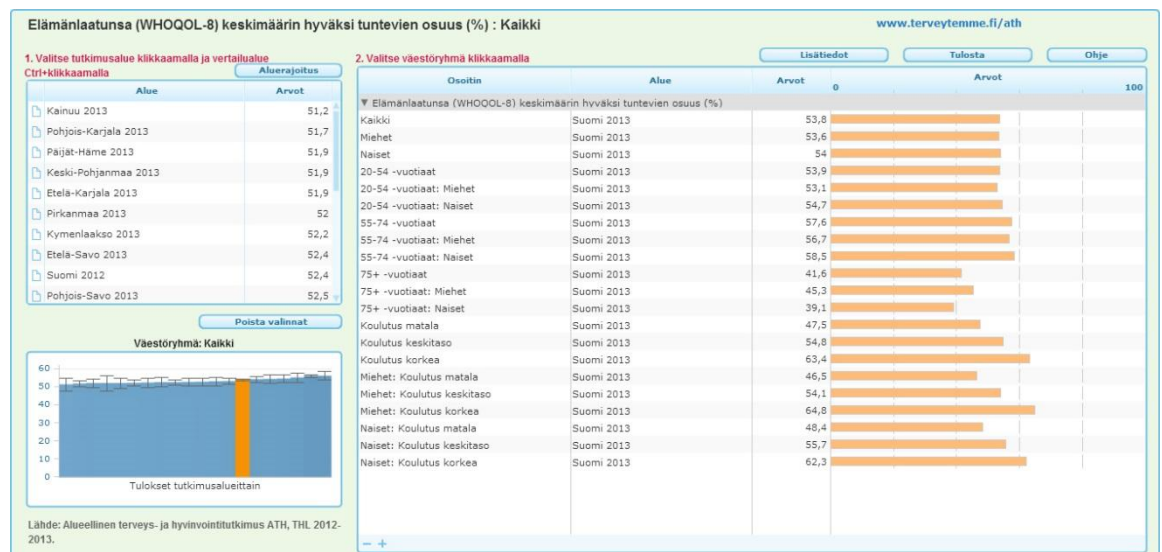 Elämänlaatunsa (WHOQOL-8) keskimäärin hyväksi tuntevien osuus (%) : Kaikki
www.terveytemme.fi/ath
1. Valitse tutkimusalue klikkaamalla ja vertailualue
Ctrl+klikkaamalla
Aluerajoitus
Alue Arvot
Kainuu 2013 51,2
Pohjois-Karjala 2013 51,7
Päijät-Häme 2013 51,9
Keski-Pohjanmaa 2013 51,9
Etelä-Karjala 2013 51,9
Pirkanmaa 2013 52
Kymenlaakso 2013 52,2
Etelä-Savo 2013 52,4
Suomi 2012 52,4
Pohjois-Savo 2013 52,5
Poista valinnat
Väestöryhmä: Kaikki
60
50
40
30
20
10
0
Tulokset tutkimusalueittain
Lähde: Alueellinen terveys- ja hyvinvointitutkimus ATH, THL 2012-
2013.
2. Valitse väestöryhmä klikkaamalla
Lisätiedot Tulosta Ohje
Osoitin Alue Arvot Arvot
0 100
▼ Elämänlaatunsa (WHOQOL-8) keskimäärin hyväksi tuntevien osuus (%)
Kaikki Suomi 2013 53,8
Miehet Suomi 2013 53,6
Naiset Suomi 2013 54
20-54 -vuotiaat Suomi 2013 53,9
20-54 -vuotiaat: Miehet Suomi 2013 53,1
20-54 -vuotiaat: Naiset Suomi 2013 54,7
55-74 -vuotiaat Suomi 2013 57,6
55-74 -vuotiaat: Miehet Suomi 2013 56,7
55-74 -vuotiaat: Naiset Suomi 2013 58,5
75+ -vuotiaat Suomi 2013 41,6
75+ -vuotiaat: Miehet Suomi 2013 45,3
75+ -vuotiaat: Naiset Suomi 2013 39,1
Koulutus matala Suomi 2013 47,5
Koulutus keskitaso Suomi 2013 54,8
Koulutus korkea Suomi 2013 63,4
Miehet: Koulutus matala Suomi 2013 46,5
Miehet: Koulutus keskitaso Suomi 2013 54,1
Miehet: Koulutus korkea Suomi 2013 64,8
Naiset: Koulutus matala Suomi 2013 48,4
Naiset: Koulutus keskitaso Suomi 2013 55,7
Naiset: Koulutus korkea Suomi 2013 62,3
− +